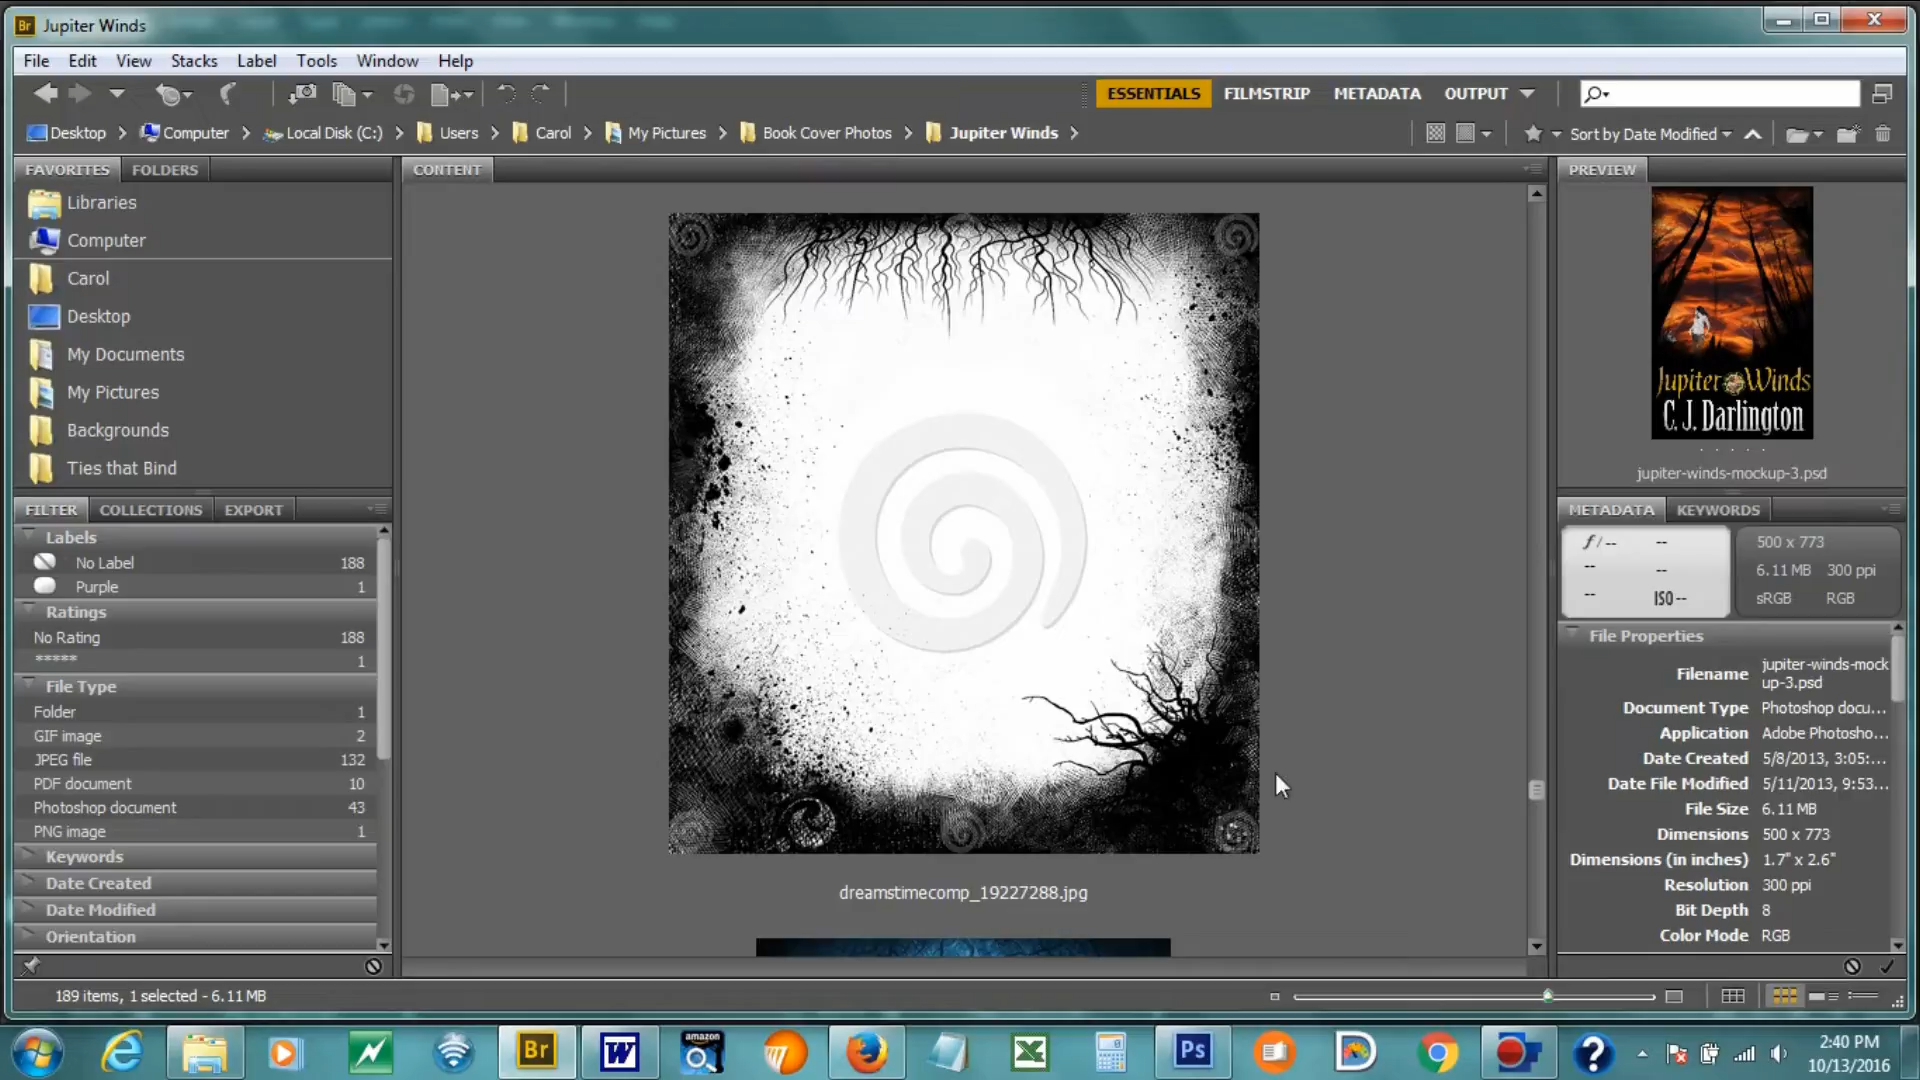 Br Jupiter Winds
File Edit View Stacks Label Tools Window Help
ESSENTIALS FILMSTRIP METADATA OUTPUT
Desktop Computer Local Disk (C:) Users Carol My Pictures Book Cover Photos Jupiter Winds
Sort by Date Modified
FAVORITES FOLDERS
CONTENT
PREVIEW
Libraries
Computer
Carol
Desktop
My Documents
My Pictures
Backgrounds
Ties that Bind
Jupiter Winds
C. J. Darlington
jupiter-winds-mockup-3.psd
FILTER COLLECTIONS EXPORT
Labels
No Label 188
Purple 1
Ratings
No Rating 188
***** 1
File Type
Folder 1
GIF image 2
JPEG file 132
PDF document 10
Photoshop document 43
PNG image 1
Keywords
Date Created
Date Modified
Orientation
dreamstimecomp_19227288.jpg
METADATA KEYWORDS
f/-- --
-- --
-- ISO --
500 x 773
6.11 MB 300 ppi
sRGB RGB
File Properties
Filename jupiter-winds-mock
up-3.psd
Document Type Photoshop docu...
Application Adobe Photosho...
Date Created 5/8/2013, 3:05:...
Date File Modified 5/11/2013, 9:53...
File Size 6.11 MB
Dimensions 500 x 773
Dimensions (in inches) 1.7" x 2.6"
Resolution 300 ppi
Bit Depth 8
Color Mode RGB
189 items, 1 selected - 6.11 MB
Br W amazon Ps
2:40 PM
10/13/2016